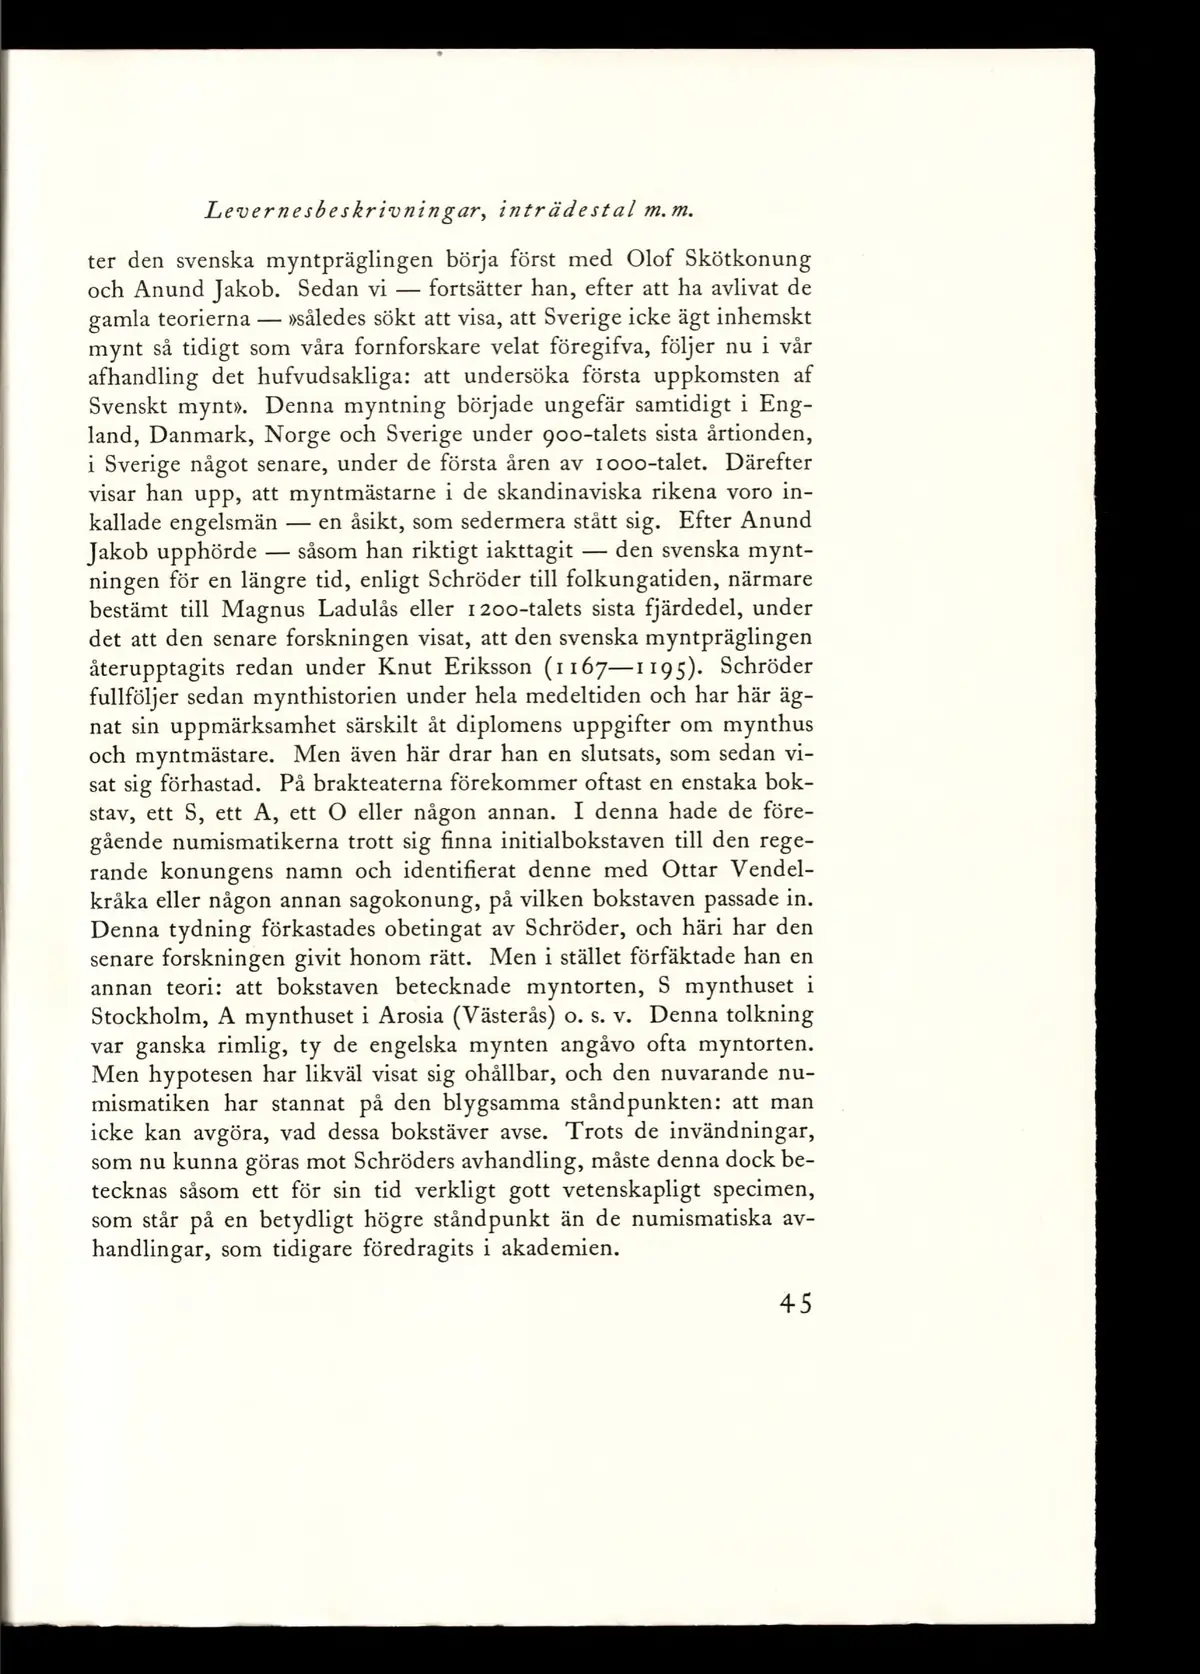 Levernesbeskrivningar, inträdestal m. m.
ter den svenska myntpräglingen börja först med Olof Skötkonung
och Anund Jakob. Sedan vi — fortsätter han, efter att ha avlivat de
gamla teorierna — »således sökt att visa, att Sverige icke ägt inhemskt
mynt så tidigt som våra fornforskare velat föregifva, följer nu i vår
afhandling det hufvudsakliga: att undersöka första uppkomsten af
Svenskt mynt». Denna myntning började ungefär samtidigt i Eng-
land, Danmark, Norge och Sverige under 900-talets sista årtionden,
i Sverige något senare, under de första åren av 1000-talet. Därefter
visar han upp, att myntmästarne i de skandinaviska rikena voro in-
kallade engelsmän — en åsikt, som sedermera stått sig. Efter Anund
Jakob upphörde — såsom han riktigt iakttagit — den svenska mynt-
ningen för en längre tid, enligt Schröder till folkungatiden, närmare
bestämt till Magnus Ladulås eller 1200-talets sista fjärdedel, under
det att den senare forskningen visat, att den svenska myntpräglingen
återupptagits redan under Knut Eriksson (1167—1195). Schröder
fullföljer sedan mynthistorien under hela medeltiden och har här äg-
nat sin uppmärksamhet särskilt åt diplomens uppgifter om mynthus
och myntmästare. Men även här drar han en slutsats, som sedan vi-
sat sig förhastad. På brakteaterna förekommer oftast en enstaka bok-
stav, ett S, ett A, ett O eller någon annan. I denna hade de före-
gående numismatikerna trott sig finna initialbokstaven till den rege-
rande konungens namn och identifierat denne med Ottar Vendel-
kråka eller någon annan sagokonung, på vilken bokstaven passade in.
Denna tydning förkastades obetingat av Schröder, och häri har den
senare forskningen givit honom rätt. Men i stället förfäktade han en
annan teori: att bokstaven betecknade myntorten, S mynthuset i
Stockholm, A mynthuset i Arosia (Västerås) o. s. v. Denna tolkning
var ganska rimlig, ty de engelska mynten angåvo ofta myntorten.
Men hypotesen har likväl visat sig ohållbar, och den nuvarande nu-
mismatiken har stannat på den blygsamma ståndpunkten: att man
icke kan avgöra, vad dessa bokstäver avse. Trots de invändningar,
som nu kunna göras mot Schröders avhandling, måste denna dock be-
tecknas såsom ett för sin tid verkligt gott vetenskapligt specimen,
som står på en betydligt högre ståndpunkt än de numismatiska av-
handlingar, som tidigare föredragits i akademien.
45